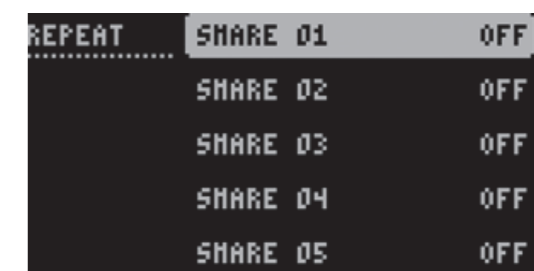 REPEAT SNARE 01 OFF
SNARE 02 OFF
SNARE 03 OFF
SNARE 04 OFF
SNARE 05 OFF